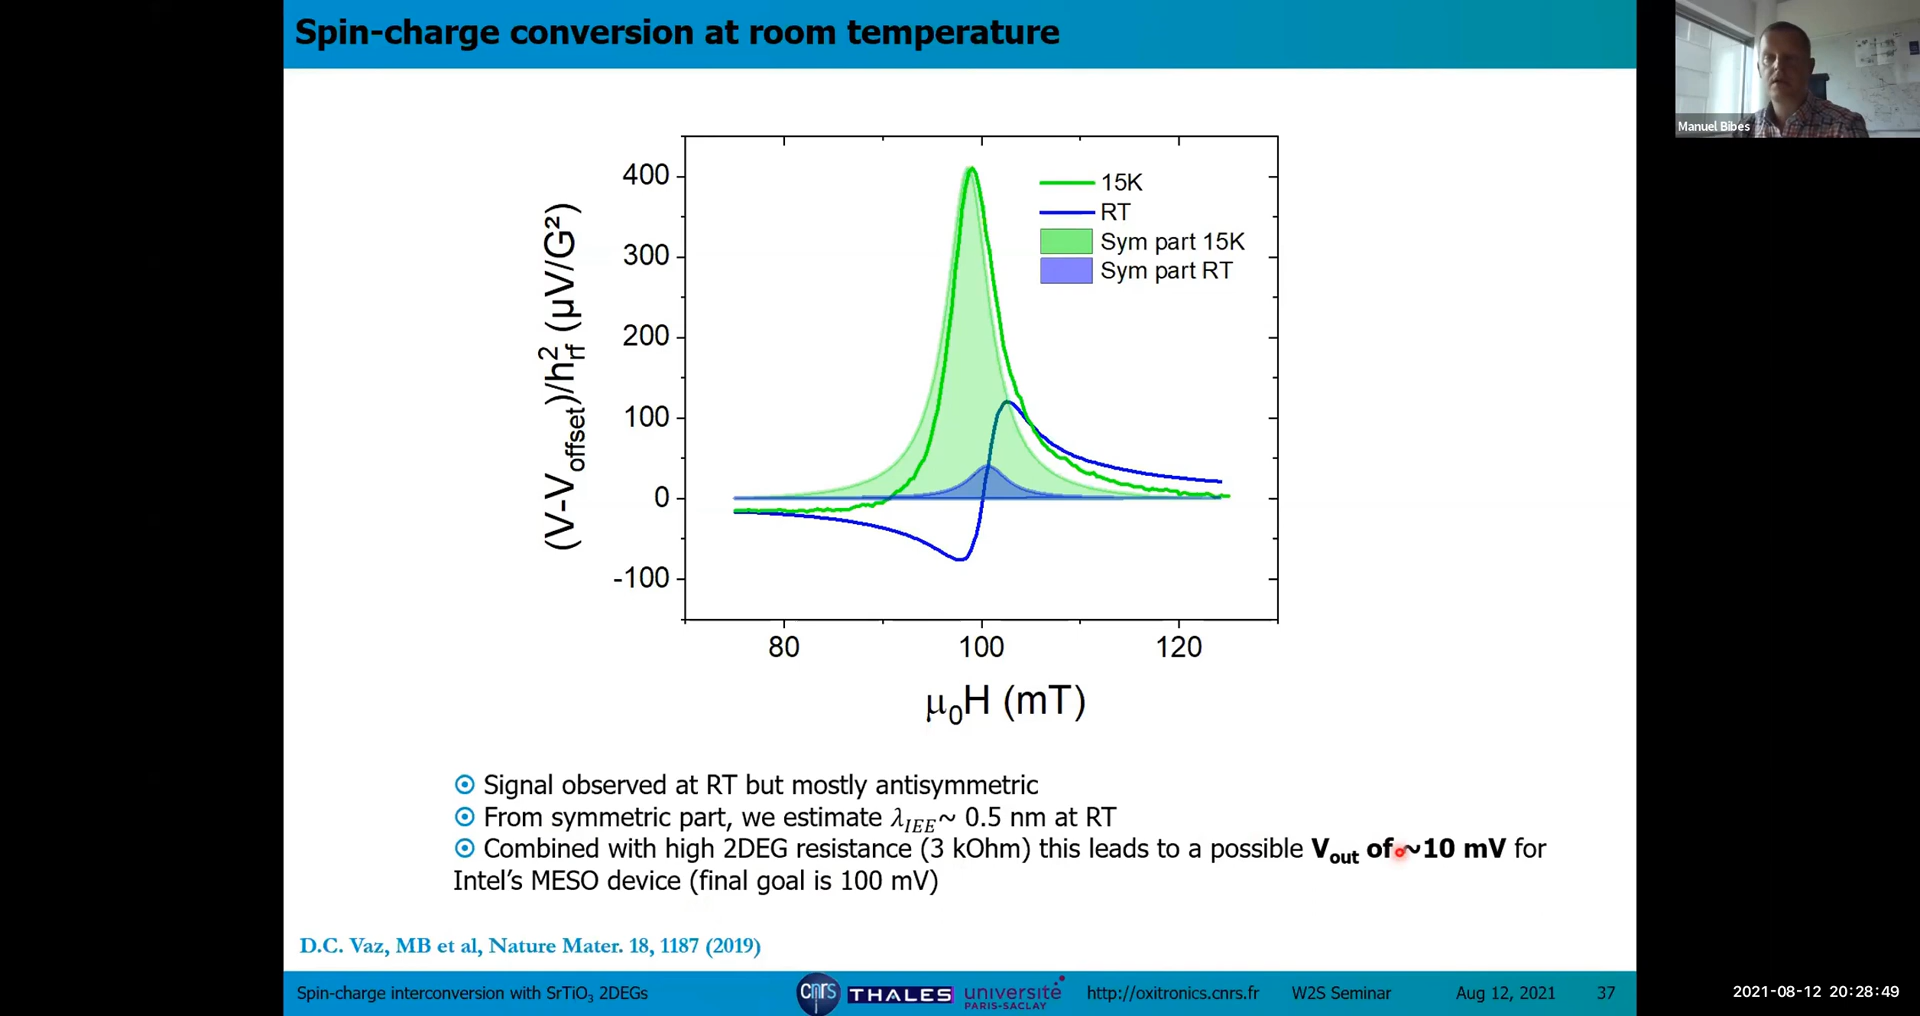 Spin-charge conversion at room temperature
Manuel Bibes
(V-Voffset)/h²rf (μV/G²)
400
300
200
100
0
-100
15K
RT
Sym part 15K
Sym part RT
80 100 120
μ₀H (mT)
Signal observed at RT but mostly antisymmetric
From symmetric part, we estimate λIEE~ 0.5 nm at RT
Combined with high 2DEG resistance (3 kOhm) this leads to a possible Vout of ~10 mV for
Intel's MESO device (final goal is 100 mV)
D.C. Vaz, MB et al, Nature Mater. 18, 1187 (2019)
Spin-charge interconversion with SrTiO₃ 2DEGs
cnrs
THALES
université
PARIS-SACLAY
http://oxitronics.cnrs.fr
W2S Seminar
Aug 12, 2021
37
2021-08-12 20:28:49